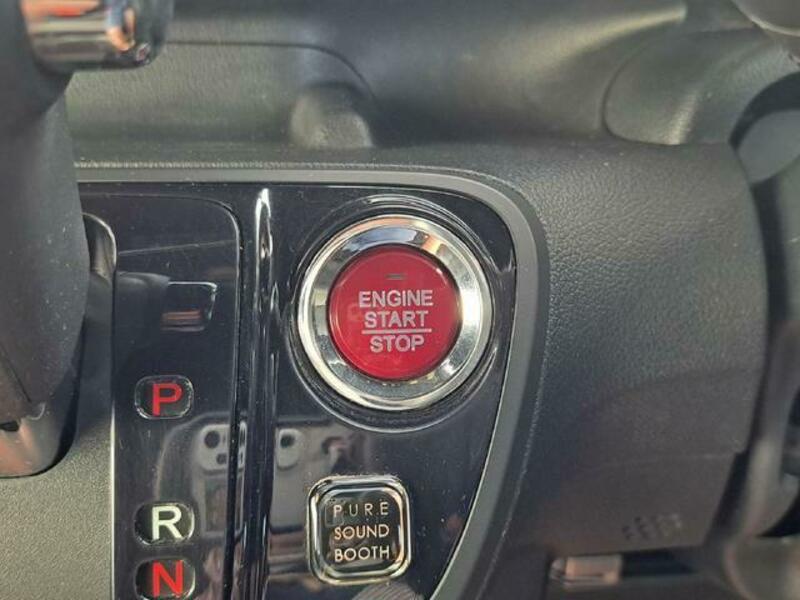 ENGINE
START
STOP
P
R
N
PURE
SOUND
BOOTH